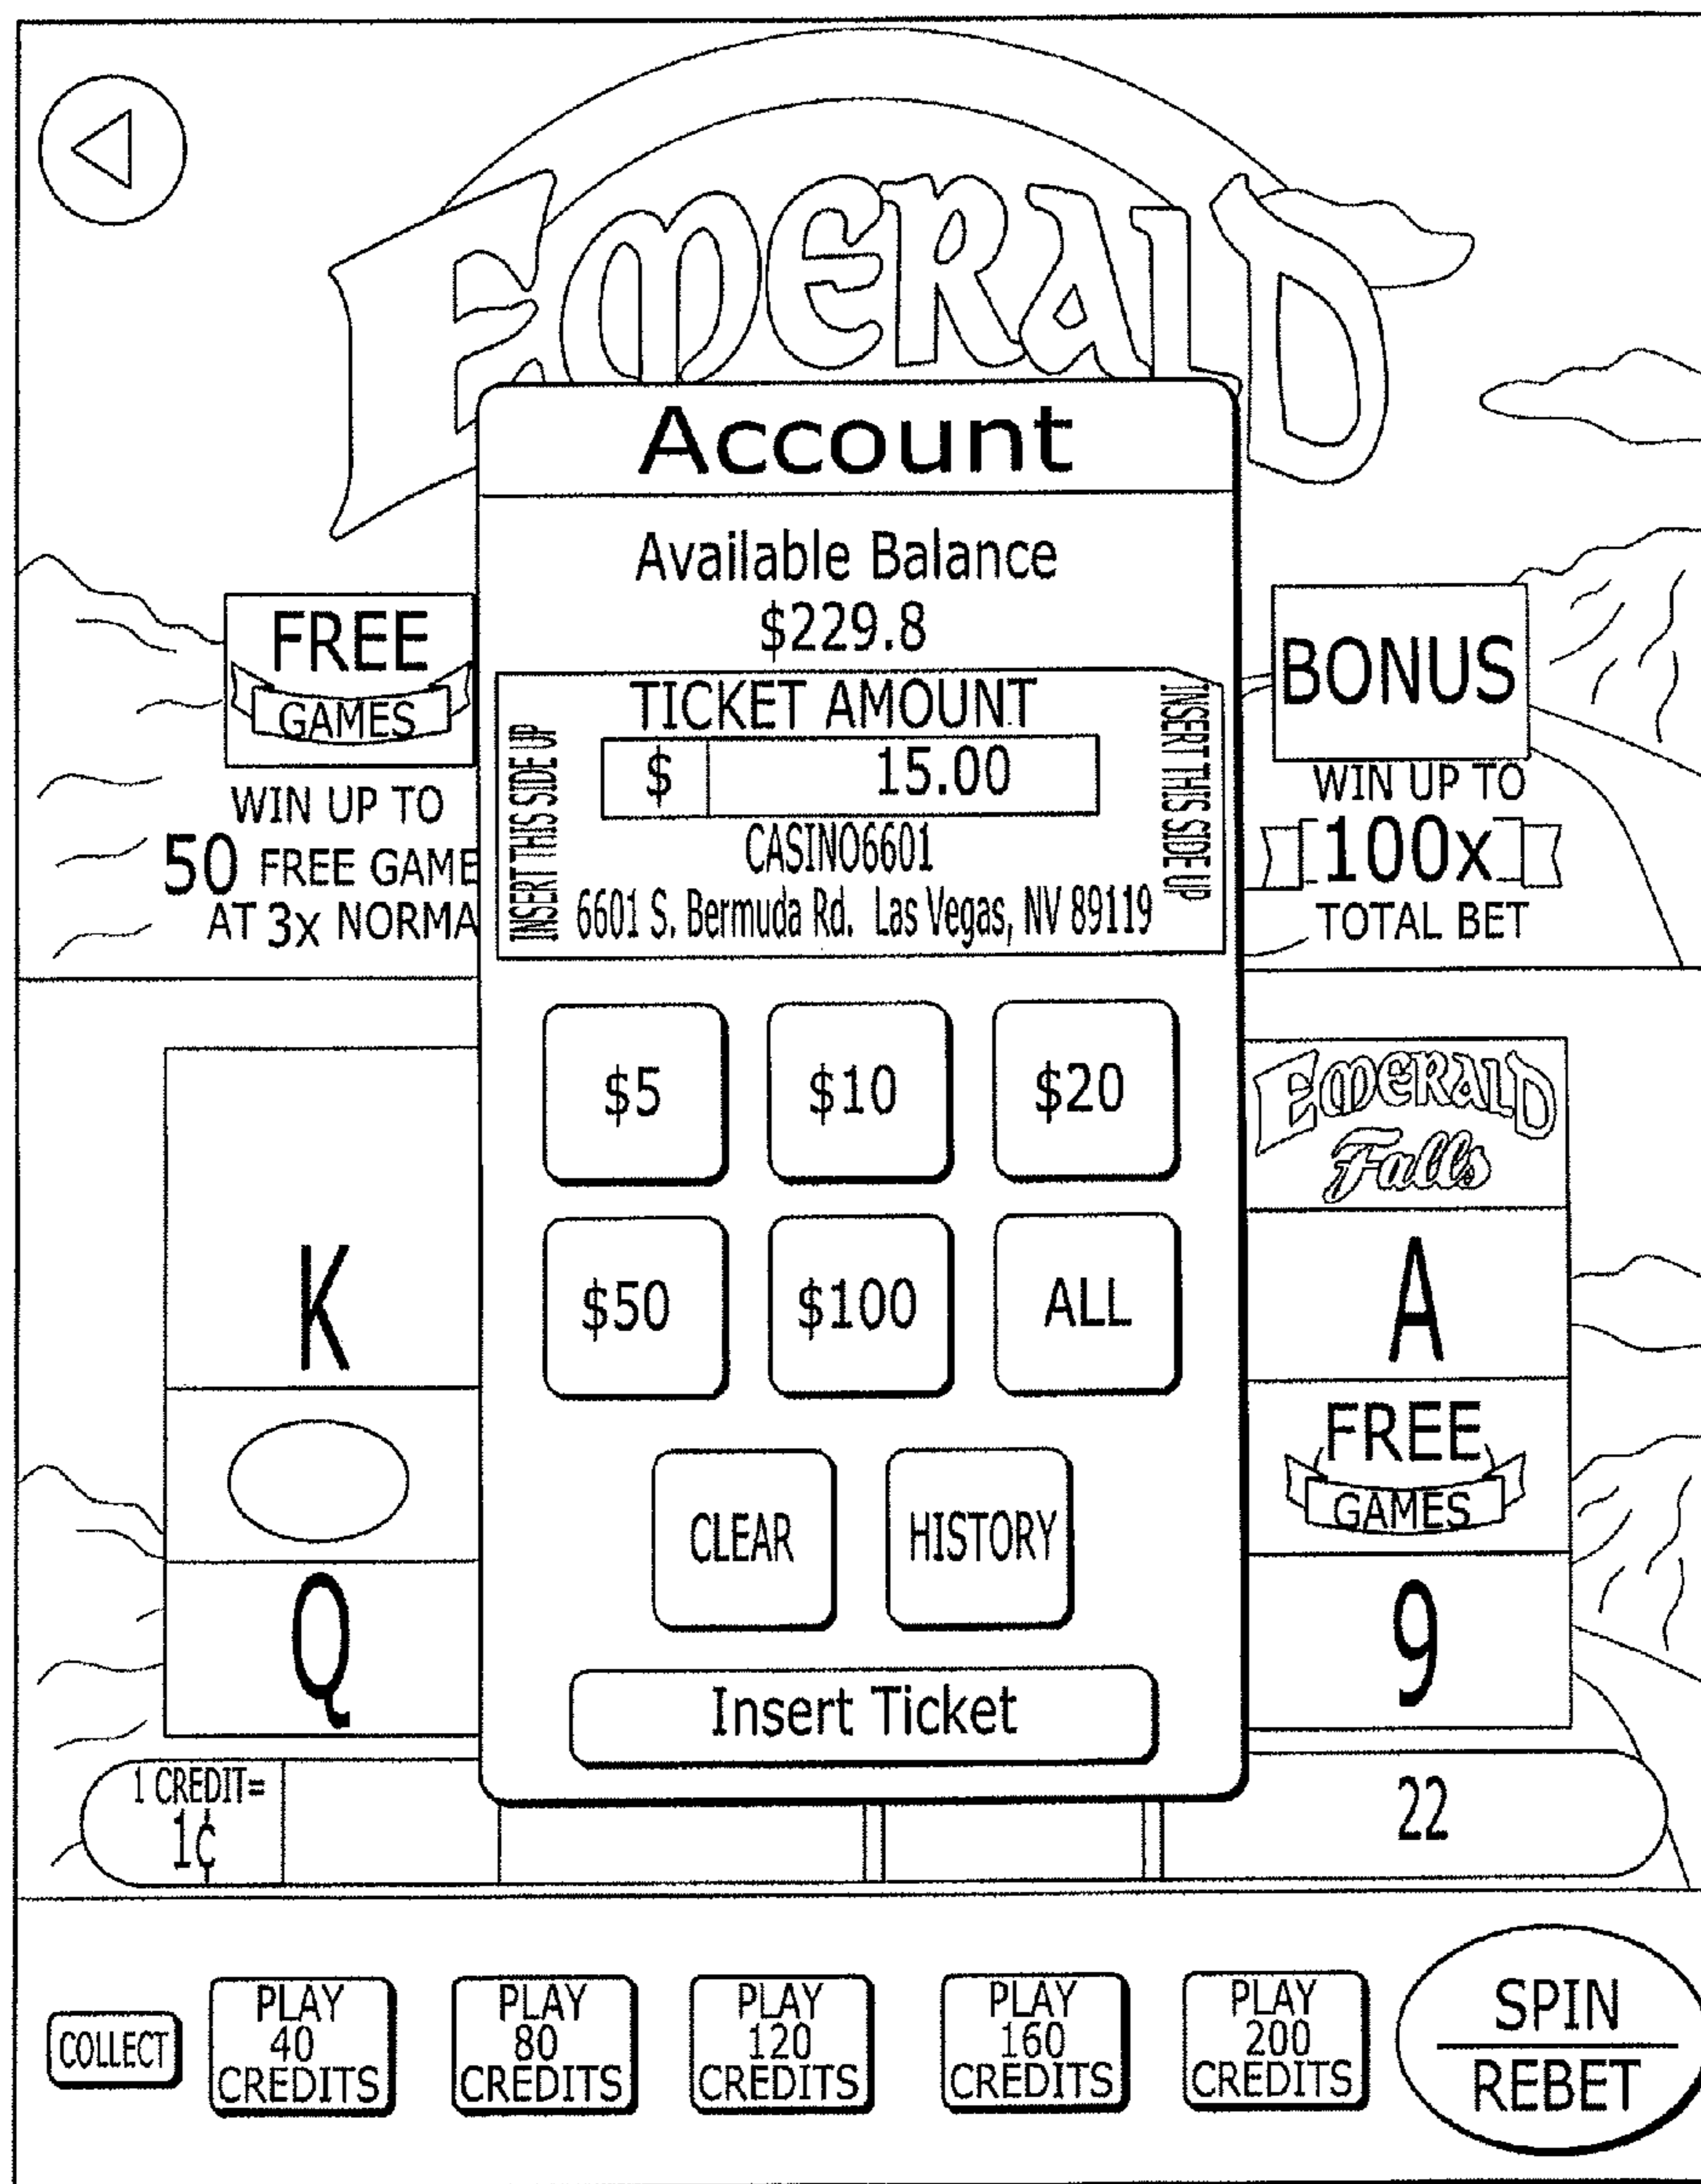 EMERALD
Account
Available Balance
$229.8
FREE
GAMES
WIN UP TO
50 FREE GAME
AT 3x NORMA
TICKET AMOUNT
$ 15.00
CASINO6601
6601 S. Bermuda Rd. Las Vegas, NV 89119
INSERT THIS SIDE UP
INSERT THIS SIDE UP
BONUS
WIN UP TO
100x
TOTAL BET
$5 $10 $20
$50 $100 ALL
CLEAR HISTORY
Insert Ticket
K
Q
EMERALD
Falls
A
FREE
GAMES
9
1 CREDIT=
1¢
22
COLLECT
PLAY
40
CREDITS
PLAY
80
CREDITS
PLAY
120
CREDITS
PLAY
160
CREDITS
PLAY
200
CREDITS
SPIN
REBET